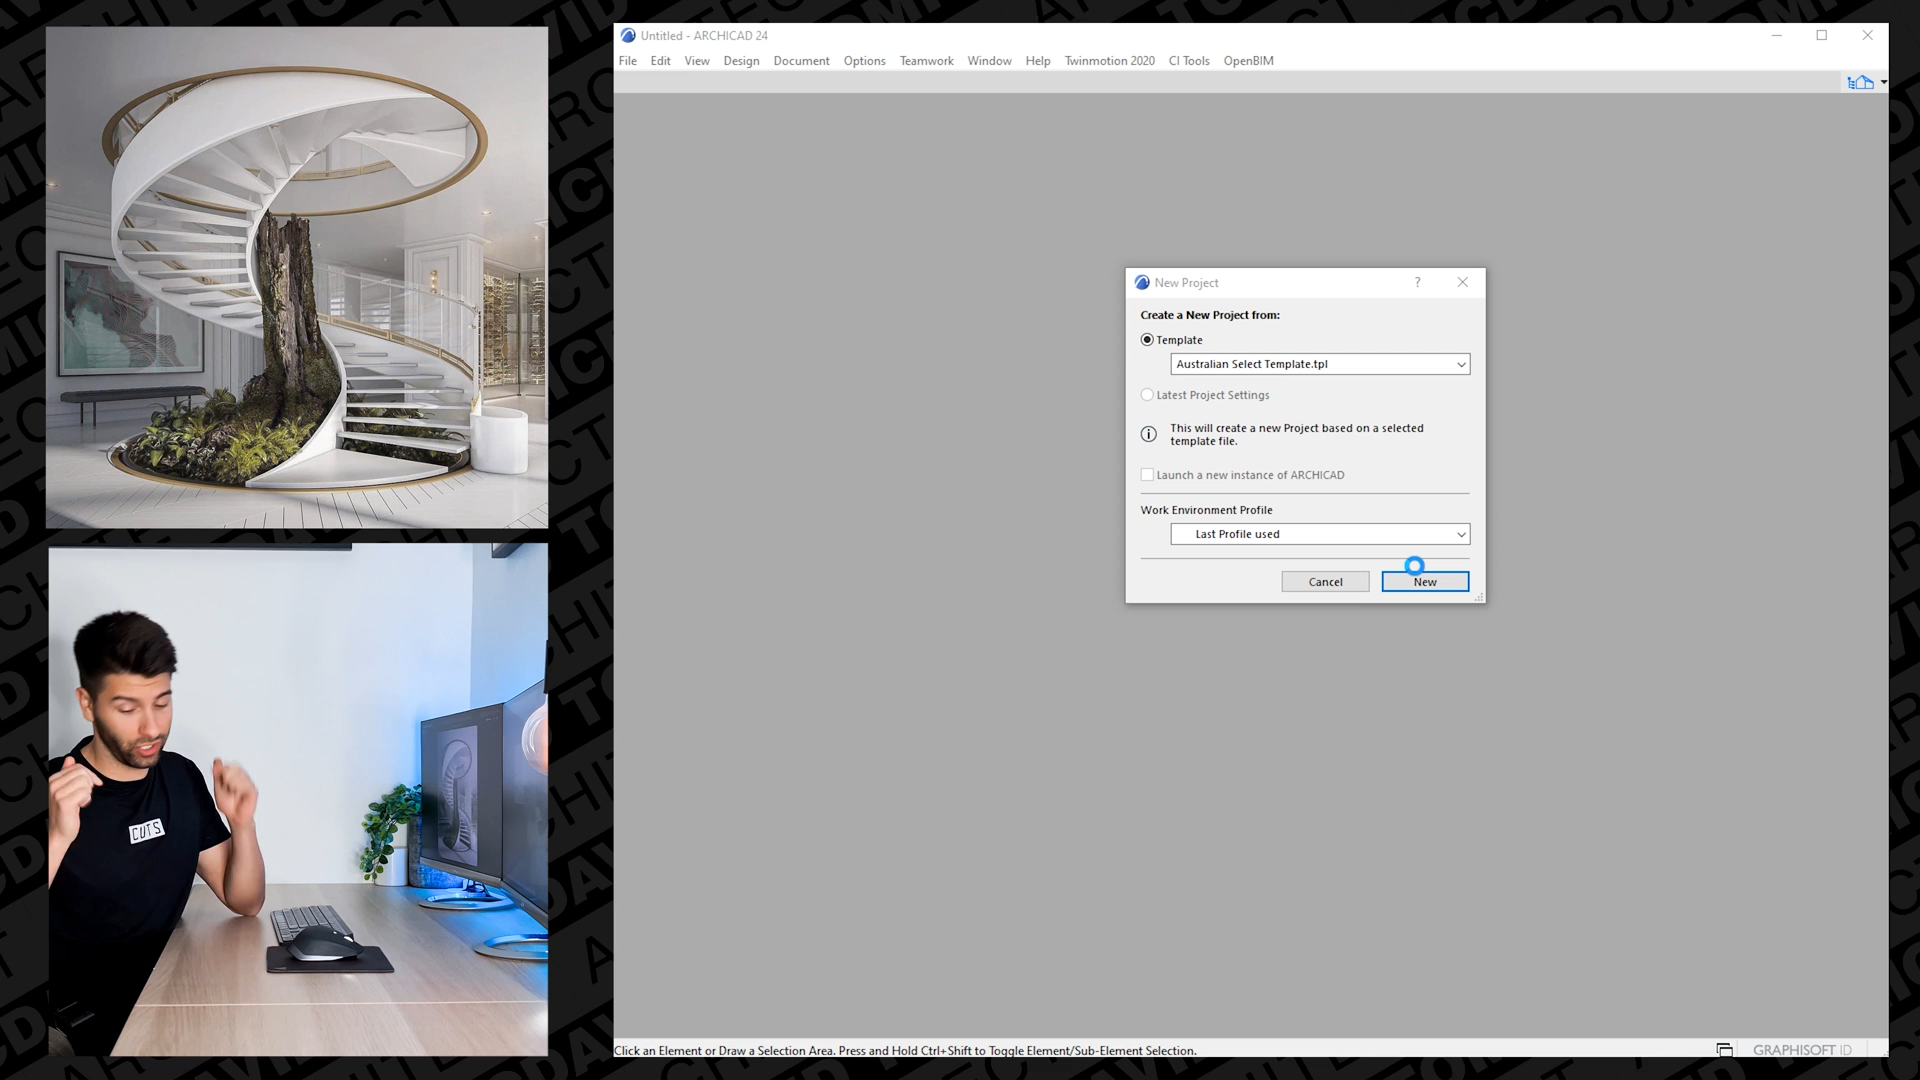 Untitled - ARCHICAD 24
File Edit View Design Document Options Teamwork Window Help Twinmotion 2020 CI Tools OpenBIM
New Project ?
Create a New Project from:
Template
Australian Select Template.tpl
Latest Project Settings
This will create a new Project based on a selected
template file.
Launch a new instance of ARCHICAD
Work Environment Profile
Last Profile used
Cancel New
CUTS
Click an Element or Draw a Selection Area. Press and Hold Ctrl+Shift to Toggle Element/Sub-Element Selection.
GRAPHISOFT ID